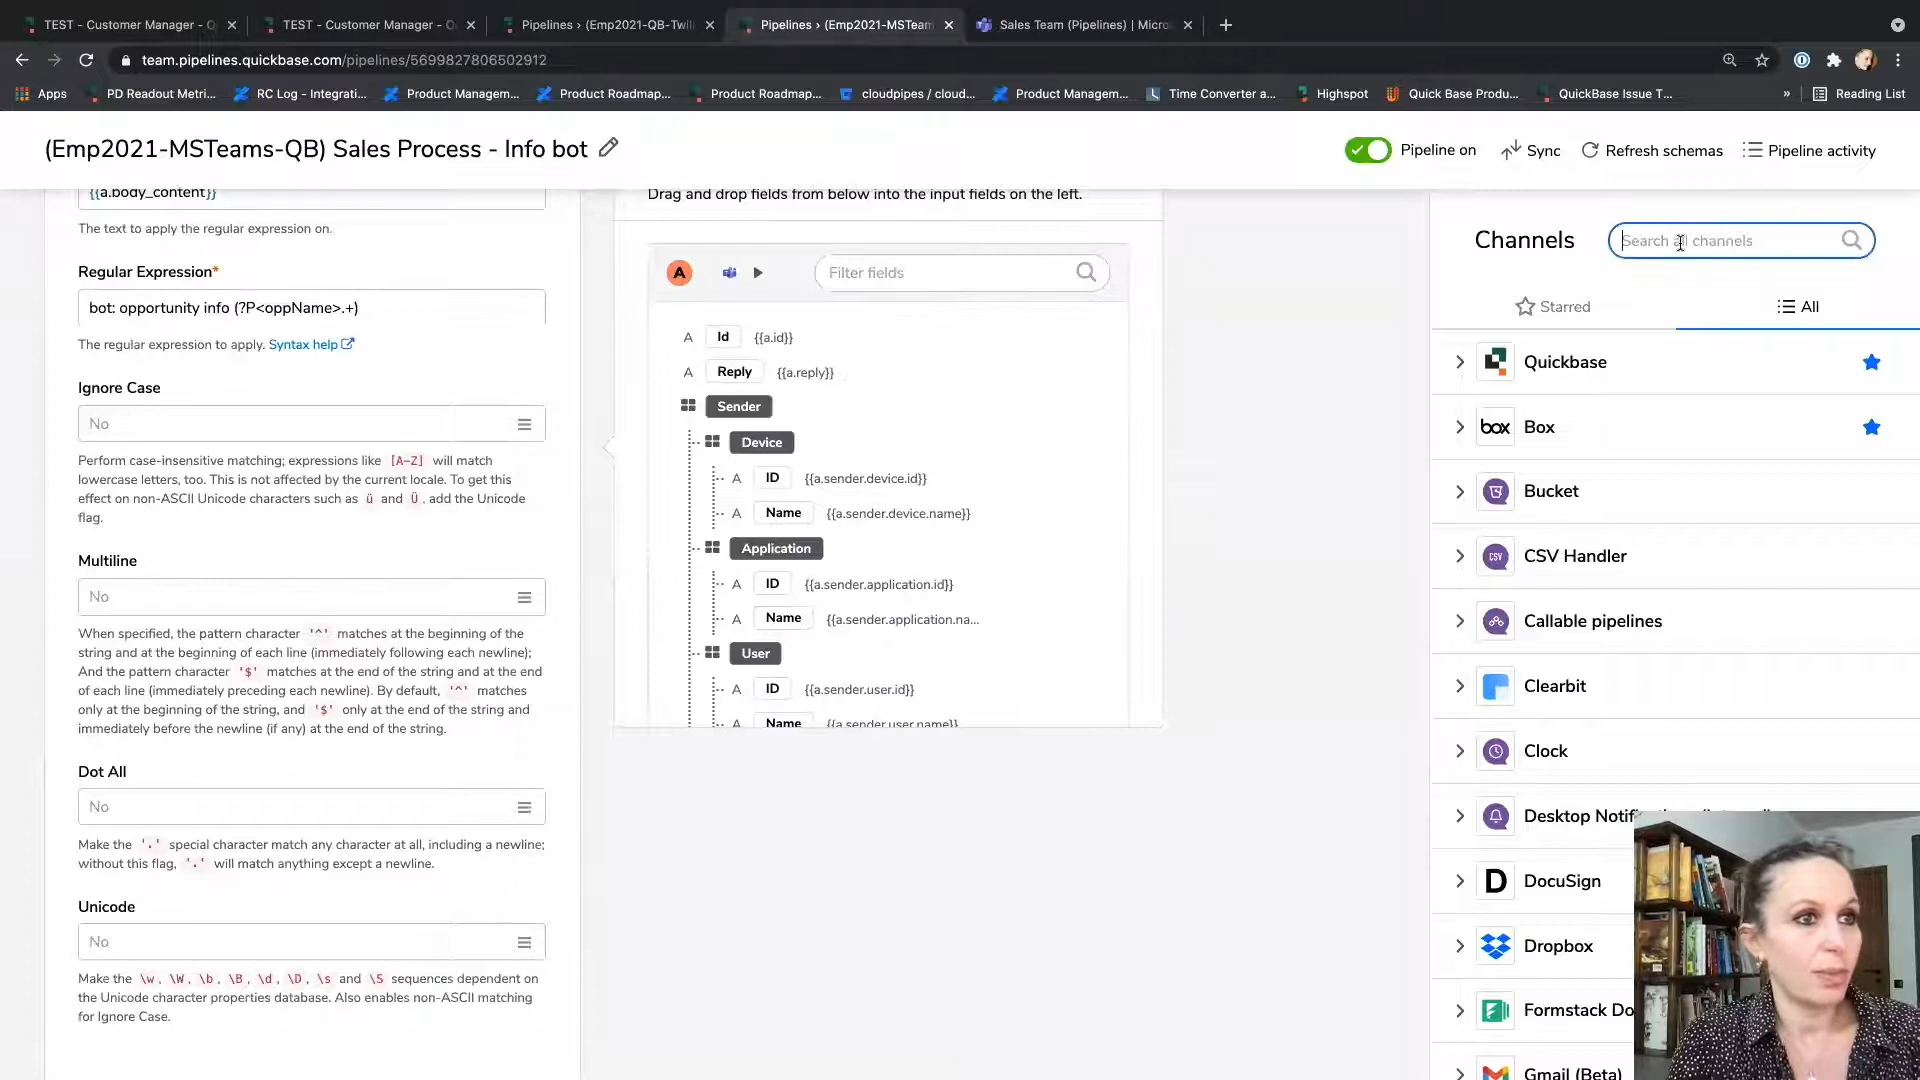 TEST - Customer Manager - Q
TEST - Customer Manager - Q
Pipelines › (Emp2021-QB-Twili
Pipelines › (Emp2021-MSTeam
Sales Team (Pipelines) | Micro
team.pipelines.quickbase.com/pipelines/5699827806502912
Apps
PD Readout Metri...
RC Log - Integrati...
Product Managem...
Product Roadmap...
Product Roadmap...
cloudpipes / cloud...
Product Managem...
Time Converter a...
Highspot
Quick Base Produ...
QuickBase Issue T...
»
Reading List
(Emp2021-MSTeams-QB) Sales Process - Info bot
Pipeline on
Sync
Refresh schemas
Pipeline activity
{{a.body_content}}
The text to apply the regular expression on.
Regular Expression*
bot: opportunity info (?P<oppName>.+)
The regular expression to apply. Syntax help
Ignore Case
No
Perform case-insensitive matching; expressions like [A-Z] will match
lowercase letters, too. This is not affected by the current locale. To get this
effect on non-ASCII Unicode characters such as ü and Ü, add the Unicode
flag.
Multiline
No
When specified, the pattern character '^' matches at the beginning of the
string and at the beginning of each line (immediately following each newline);
And the pattern character '$' matches at the end of the string and at the end
of each line (immediately preceding each newline). By default, '^' matches
only at the beginning of the string, and '$' only at the end of the string and
immediately before the newline (if any) at the end of the string.
Dot All
No
Make the '.' special character match any character at all, including a newline;
without this flag, '.' will match anything except a newline.
Unicode
No
Make the \w, \W, \b, \B, \d, \D, \s and \S sequences dependent on
the Unicode character properties database. Also enables non-ASCII matching
for Ignore Case.
Drag and drop fields from below into the input fields on the left.
A
Filter fields
A Id {{a.id}}
A Reply {{a.reply}}
Sender
Device
A ID {{a.sender.device.id}}
A Name {{a.sender.device.name}}
Application
A ID {{a.sender.application.id}}
A Name {{a.sender.application.na...
User
A ID {{a.sender.user.id}}
A Name {{a.sender.user.name}}
Channels
Search all channels
Starred
All
Quickbase
box Box
Bucket
CSV CSV Handler
Callable pipelines
Clearbit
Clock
Desktop Notif
D DocuSign
Dropbox
Formstack Do
Gmail (Beta)